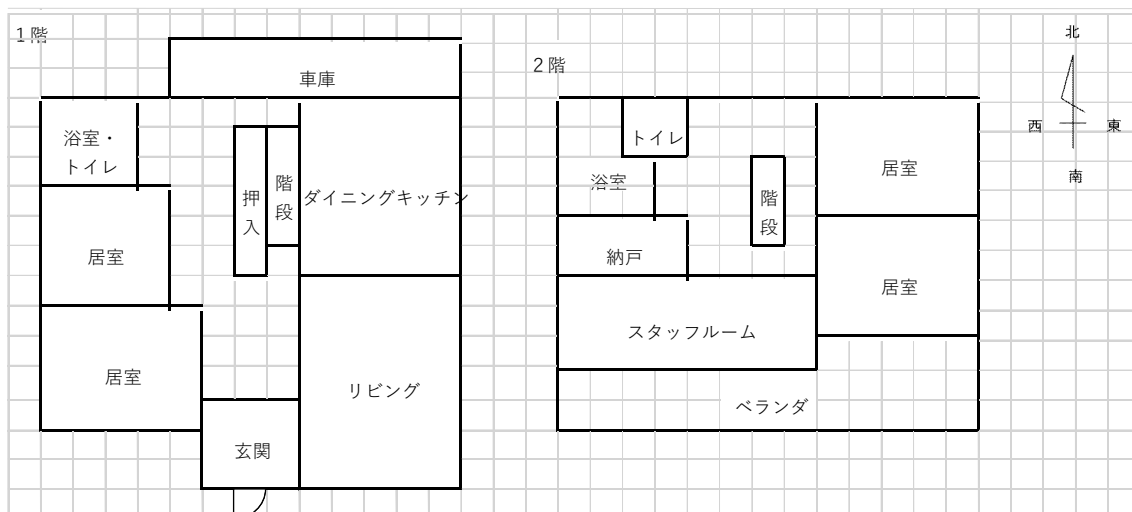 1階
車庫
浴室・
トイレ
押
入
階
段
ダイニングキッチン
居室
居室
リビング
玄関
2階
トイレ
浴室
階
段
居室
納戸
居室
スタッフルーム
ベランダ
北
西
東
南